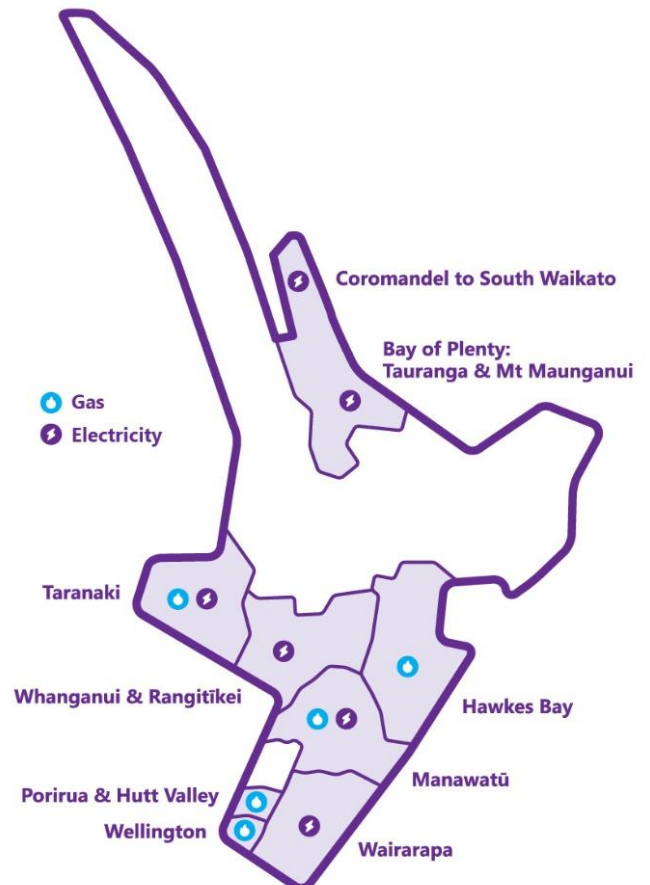 Coromandel to South Waikato
Bay of Plenty:
Tauranga & Mt Maunganui
Gas
Electricity
Taranaki
Whanganui & Rangitīkei
Hawkes Bay
Manawatū
Porirua & Hutt Valley
Wellington
Wairarapa